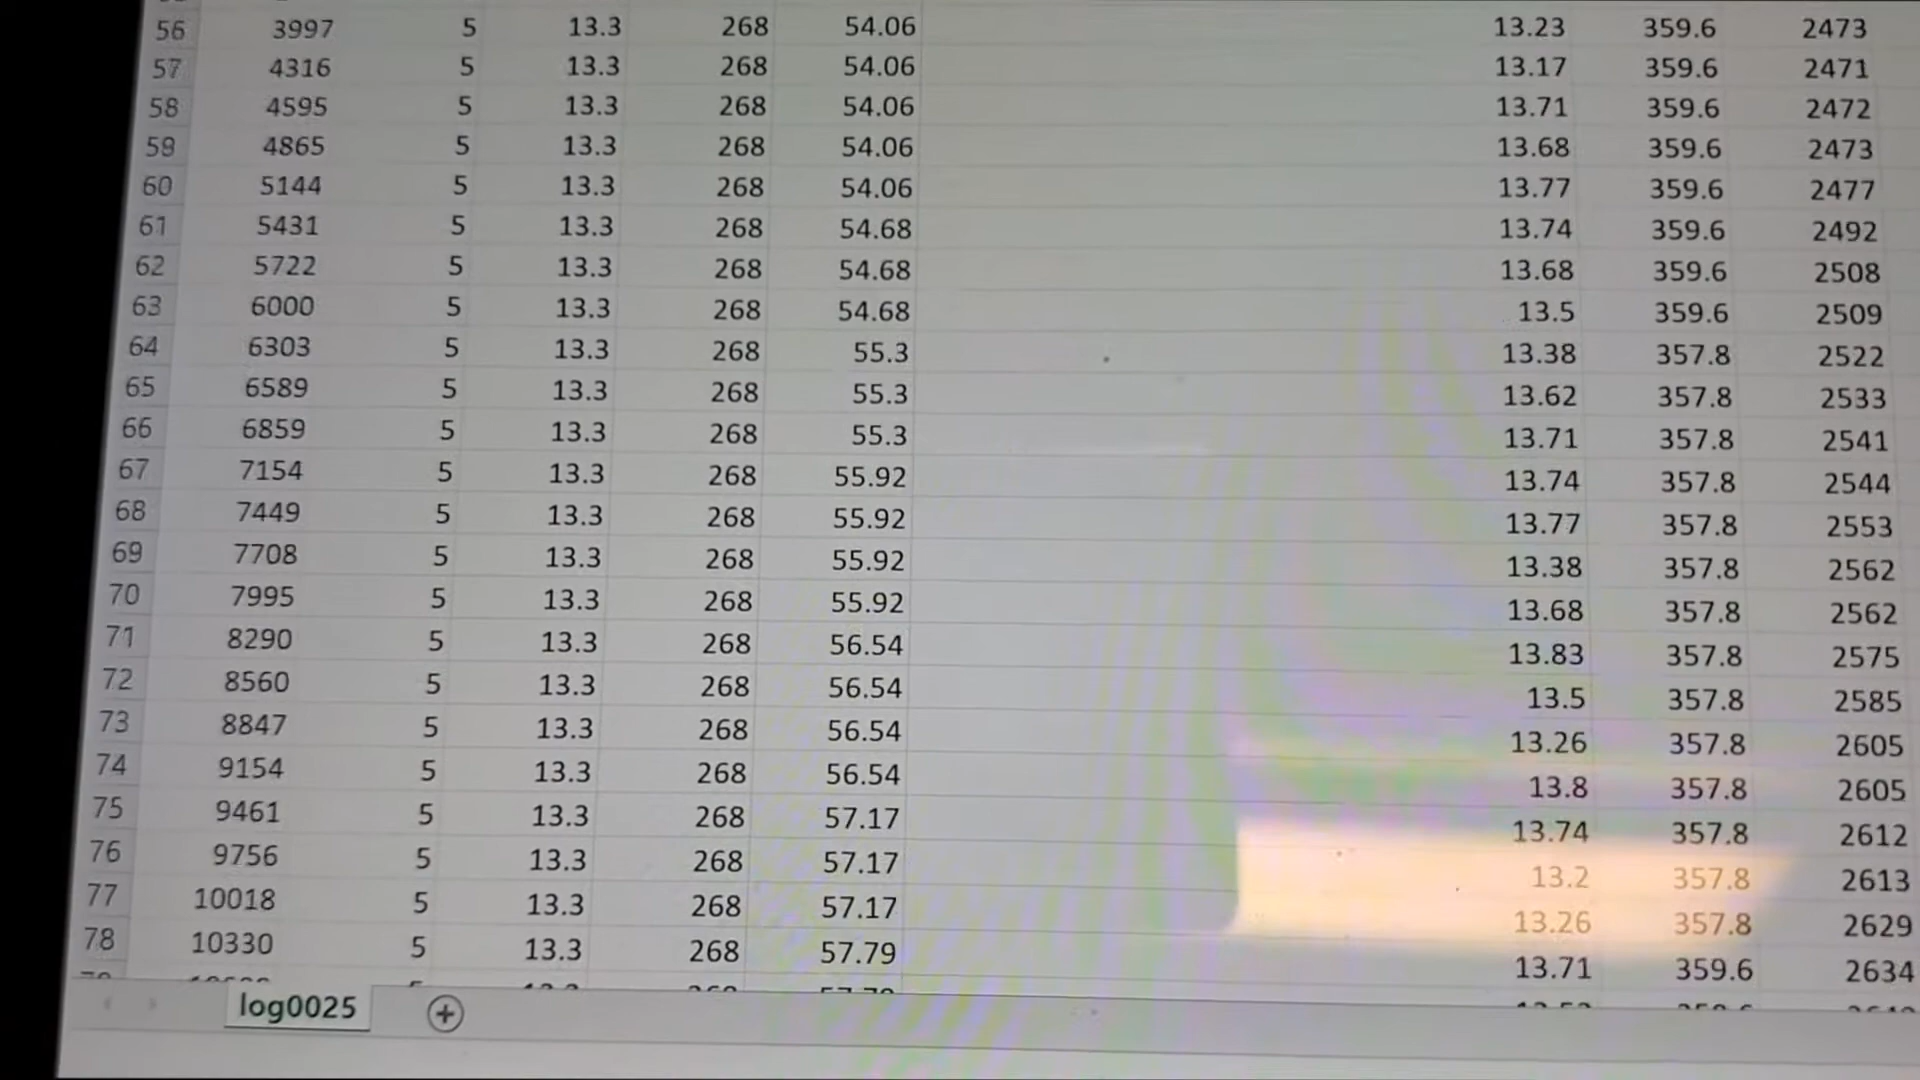 56 3997 5 13.3 268 54.06 13.23 359.6 2473
57 4316 5 13.3 268 54.06 13.17 359.6 2471
58 4595 5 13.3 268 54.06 13.71 359.6 2472
59 4865 5 13.3 268 54.06 13.68 359.6 2473
60 5144 5 13.3 268 54.06 13.77 359.6 2477
61 5431 5 13.3 268 54.68 13.74 359.6 2492
62 5722 5 13.3 268 54.68 13.68 359.6 2508
63 6000 5 13.3 268 54.68 13.5 359.6 2509
64 6303 5 13.3 268 55.3 13.38 357.8 2522
65 6589 5 13.3 268 55.3 13.62 357.8 2533
66 6859 5 13.3 268 55.3 13.71 357.8 2541
67 7154 5 13.3 268 55.92 13.74 357.8 2544
68 7449 5 13.3 268 55.92 13.77 357.8 2553
69 7708 5 13.3 268 55.92 13.38 357.8 2562
70 7995 5 13.3 268 55.92 13.68 357.8 2562
71 8290 5 13.3 268 56.54 13.83 357.8 2575
72 8560 5 13.3 268 56.54 13.5 357.8 2585
73 8847 5 13.3 268 56.54 13.26 357.8 2605
74 9154 5 13.3 268 56.54 13.8 357.8 2605
75 9461 5 13.3 268 57.17 13.74 357.8 2612
76 9756 5 13.3 268 57.17 13.2 357.8 2613
77 10018 5 13.3 268 57.17 13.26 357.8 2629
78 10330 5 13.3 268 57.79 13.71 359.6 2634
log0025